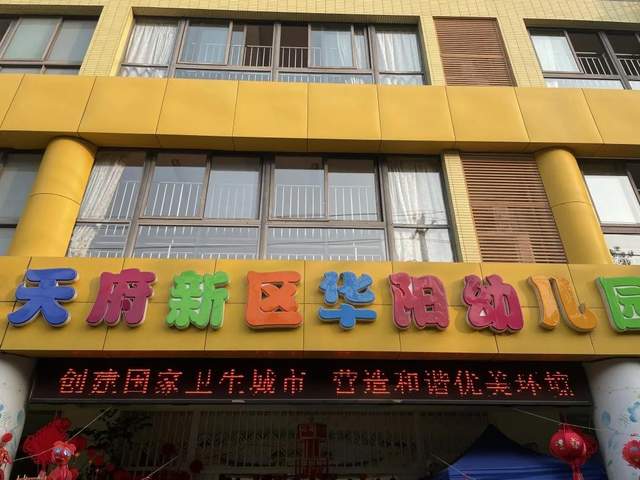 天府新区华阳幼儿园
创建国家卫生城市 营造和谐优美环境